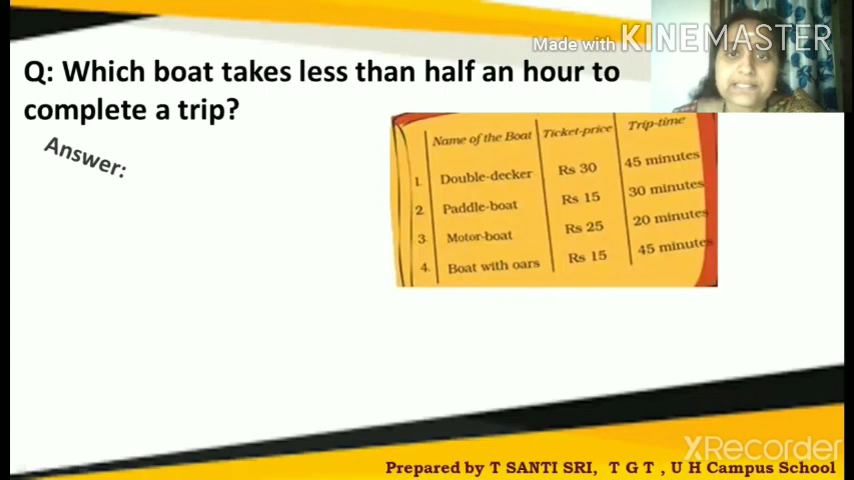 Made with KINEMASTER
Q: Which boat takes less than half an hour to
complete a trip?
Answer:
Name of the Boat Ticket-price Trip-time
1. Double-decker Rs 30 45 minutes
2. Paddle-boat Rs 15 30 minutes
3. Motor-boat Rs 25 20 minutes
4. Boat with oars Rs 15 45 minutes
XRecorder
Prepared by T SANTI SRI, T G T , U H Campus School